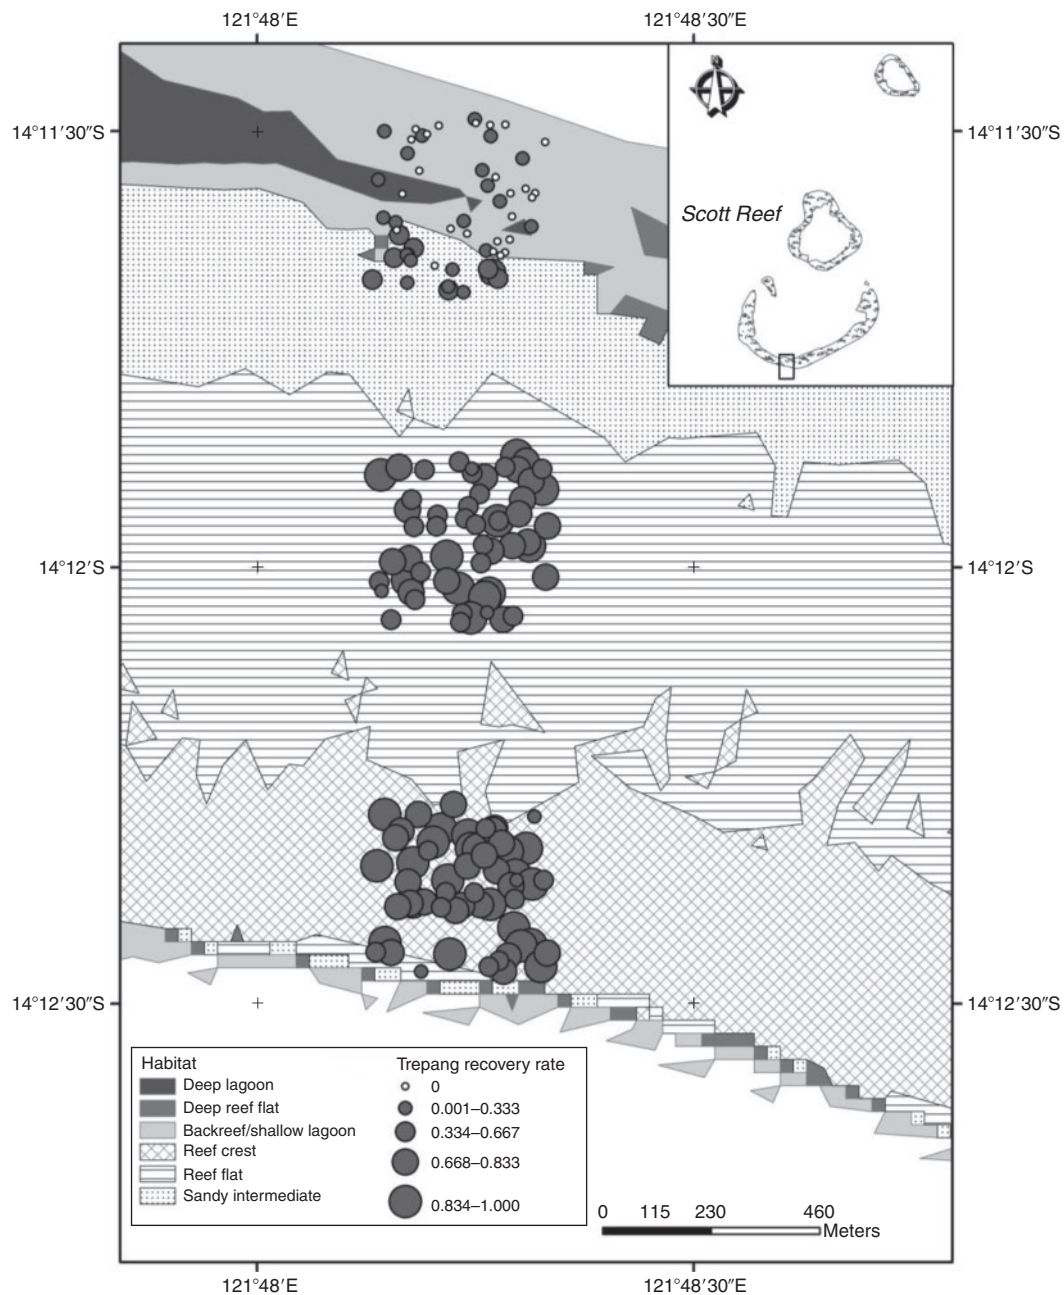 121°48′E 121°48′30″E
14°11′30″S 14°11′30″S
Scott Reef
14°12′S 14°12′S
14°12′30″S 14°12′30″S
Habitat
Deep lagoon
Deep reef flat
Backreef/shallow lagoon
Reef crest
Reef flat
Sandy intermediate
Trepang recovery rate
0
0.001–0.333
0.334–0.667
0.668–0.833
0.834–1.000
0 115 230 460
Meters
121°48′E 121°48′30″E